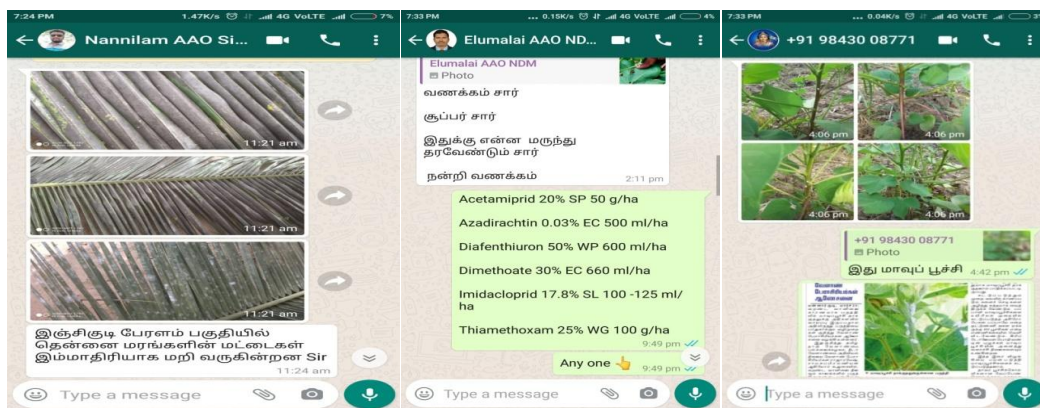 7:24 PM
1.47K/s 4G VoLTE 7%
Nannilam AAO Si...
11:21 am
11:21 am
11:21 am
இஞ்சிகுடி பேரளம் பகுதியில்
தென்னை மரங்களின் மட்டைகள்
இம்மாதிரியாக மறி வருகின்றன Sir
11:24 am
Type a message
7:33 PM
... 0.15K/s 4G VoLTE 4%
Elumalai AAO ND...
Elumalai AAO NDM
Photo
வணக்கம் சார்
சூப்பர் சார்
இதுக்கு என்ன மருந்து
தரவேண்டும் சார்
நன்றி வணக்கம்
2:11 pm
Acetamiprid 20% SP 50 g/ha
Azadirachtin 0.03% EC 500 ml/ha
Diafenthiuron 50% WP 600 ml/ha
Dimethoate 30% EC 660 ml/ha
Imidacloprid 17.8% SL 100 -125 ml/
ha
Thiamethoxam 25% WG 100 g/ha
9:49 pm
Any one 👆
9:49 pm
Type a message
7:33 PM
... 0.04K/s 4G VoLTE
+91 98430 08771
4:06 pm
4:06 pm
4:06 pm
4:06 pm
+91 98430 08771
Photo
இது மாவுப் பூச்சி
4:42 pm
Type a message